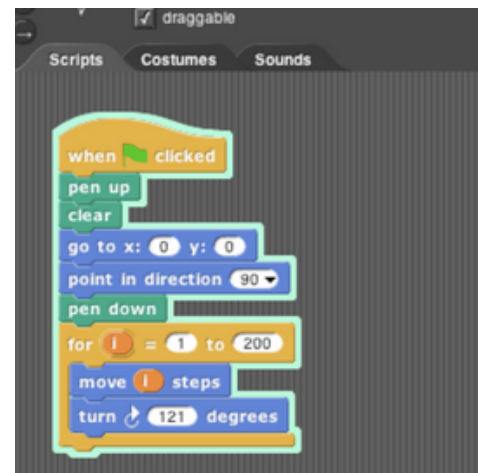 draggable
Scripts Costumes Sounds
when clicked
pen up
clear
go to x: 0 y: 0
point in direction 90
pen down
for i = 1 to 200
move i steps
turn 121 degrees